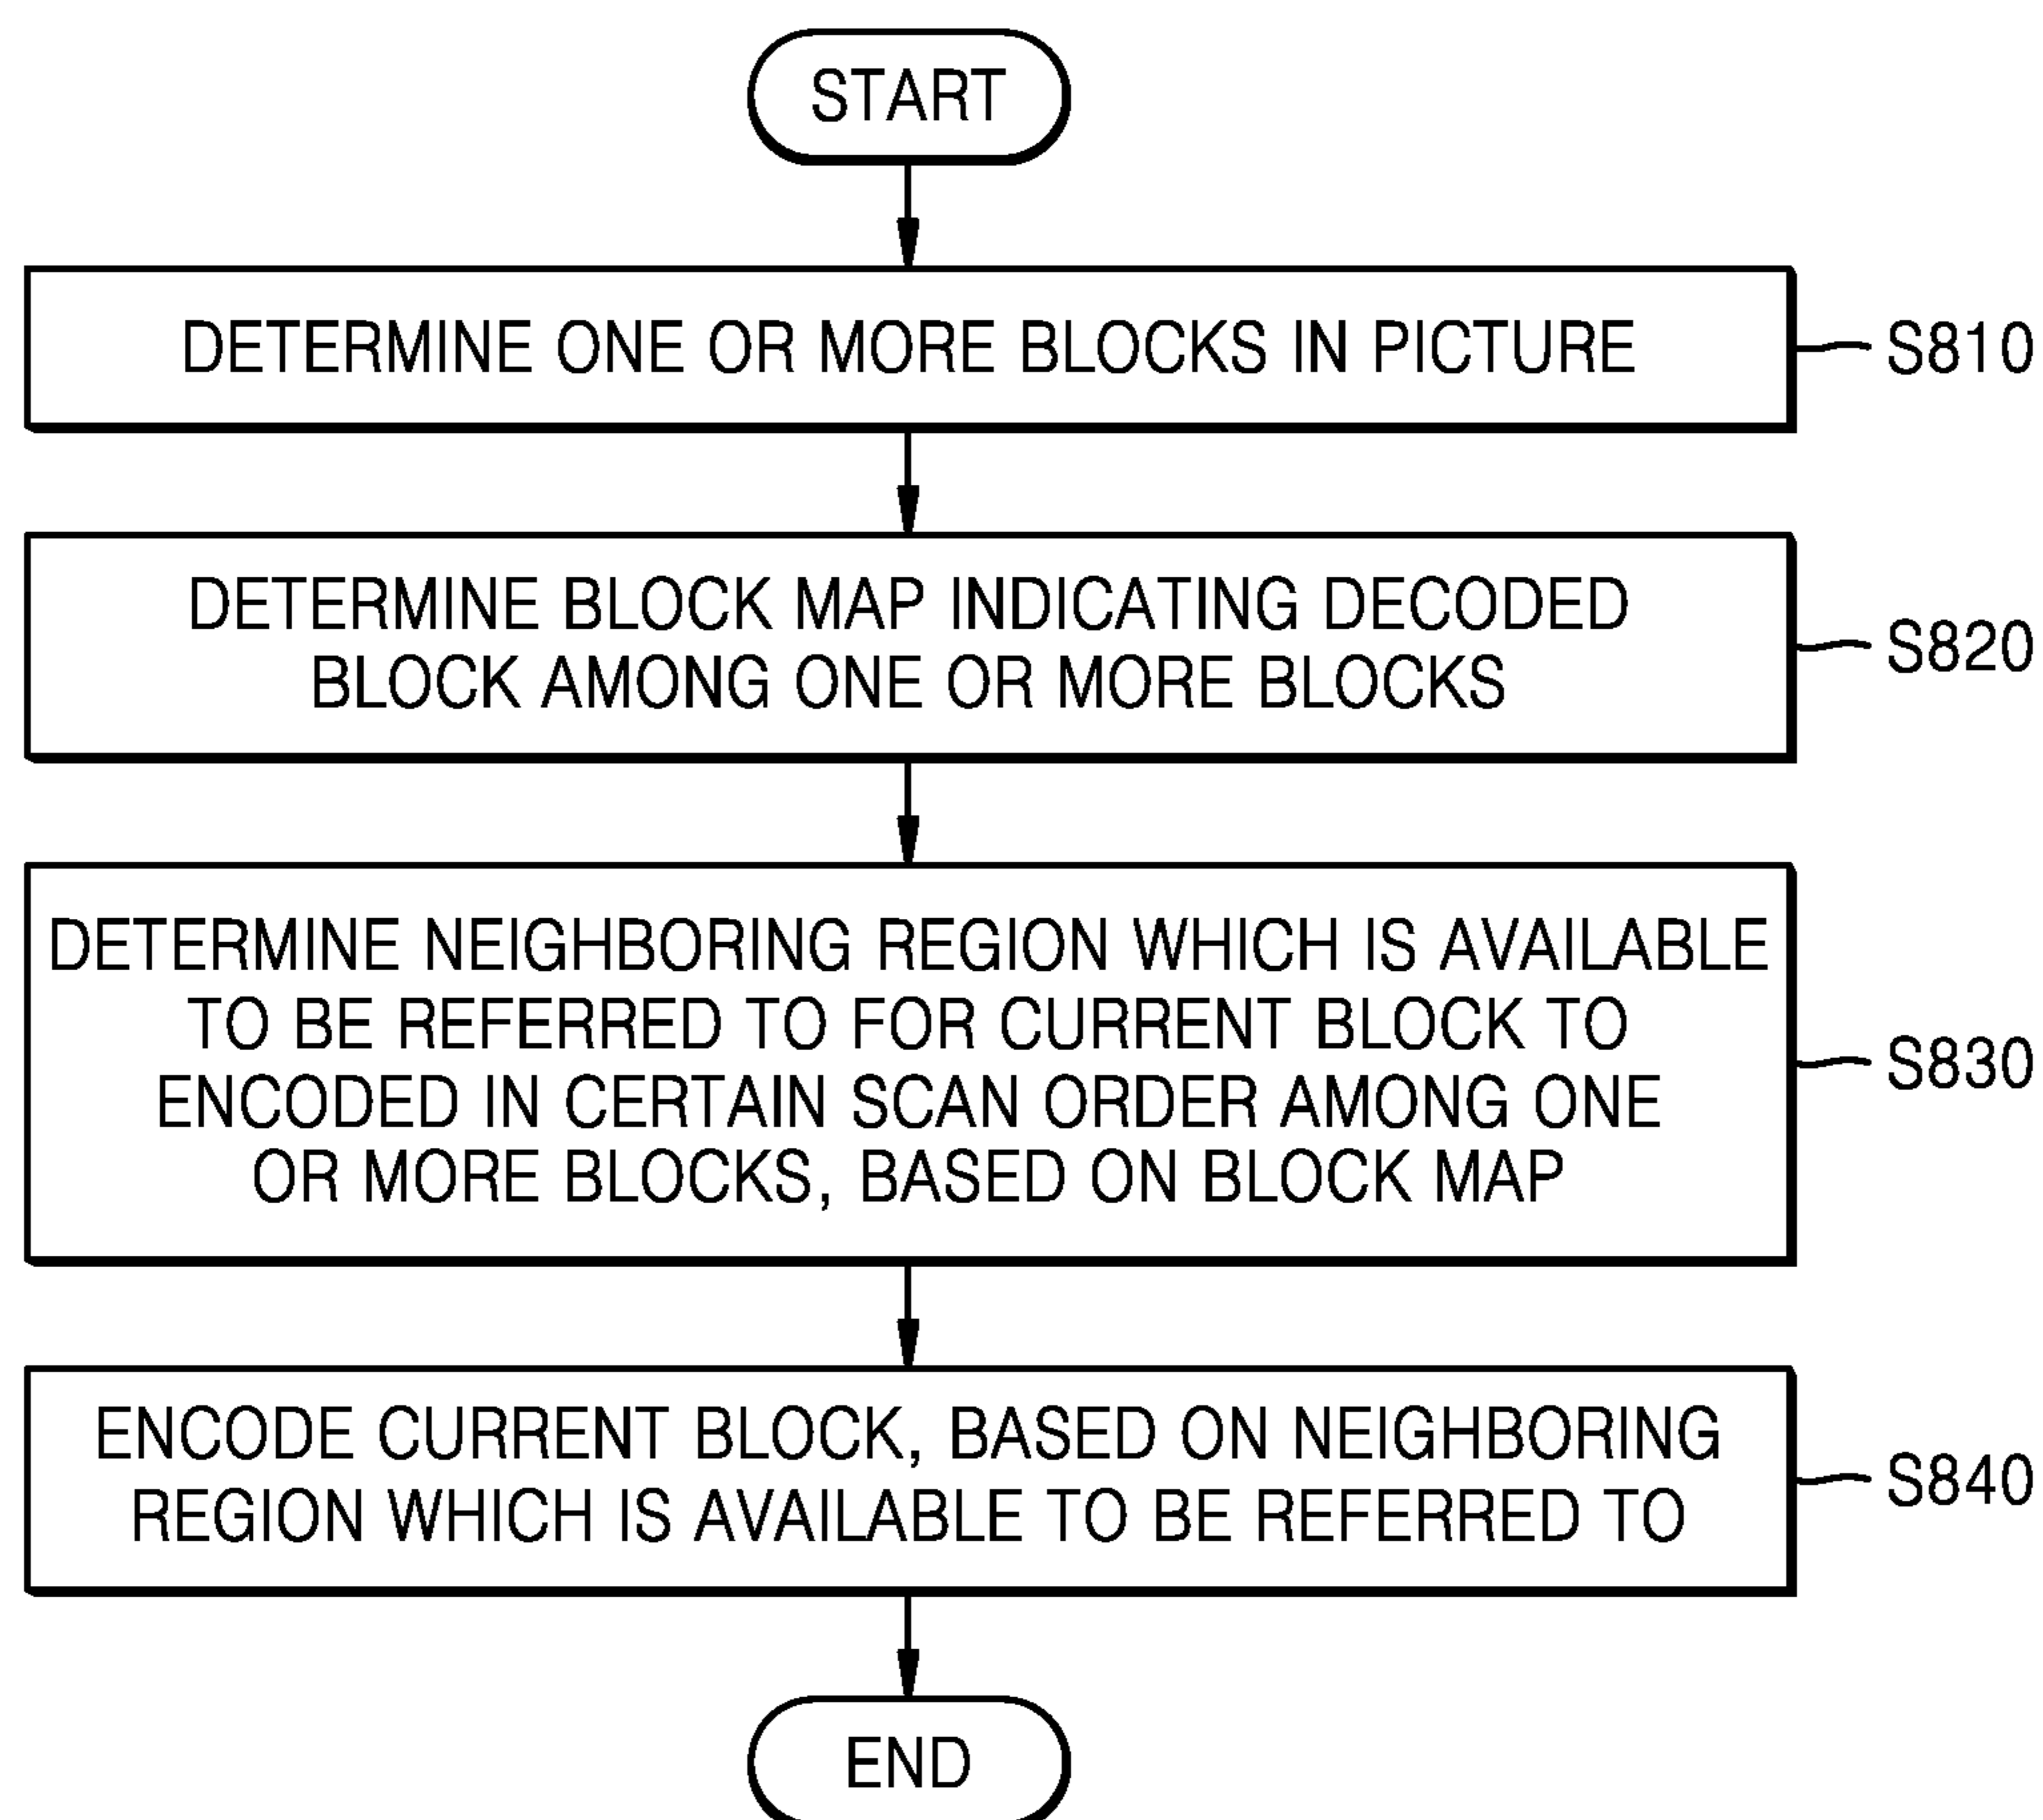 START
DETERMINE ONE OR MORE BLOCKS IN PICTURE
S810
DETERMINE BLOCK MAP INDICATING DECODED
BLOCK AMONG ONE OR MORE BLOCKS
S820
DETERMINE NEIGHBORING REGION WHICH IS AVAILABLE
TO BE REFERRED TO FOR CURRENT BLOCK TO
ENCODED IN CERTAIN SCAN ORDER AMONG ONE
OR MORE BLOCKS, BASED ON BLOCK MAP
S830
ENCODE CURRENT BLOCK, BASED ON NEIGHBORING
REGION WHICH IS AVAILABLE TO BE REFERRED TO
S840
END